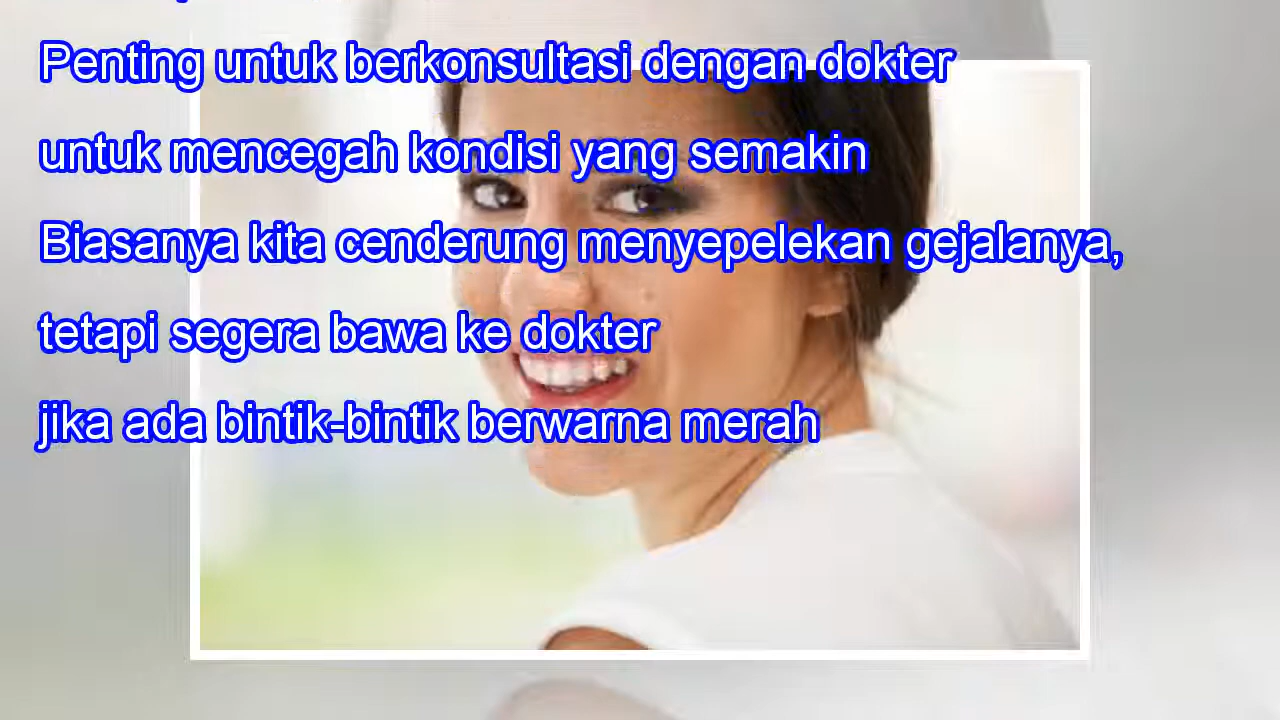 Penting untuk berkonsultasi dengan dokter
untuk mencegah kondisi yang semakin
Biasanya kita cenderung menyepelekan gejalanya,
tetapi segera bawa ke dokter
jika ada bintik-bintik berwarna merah